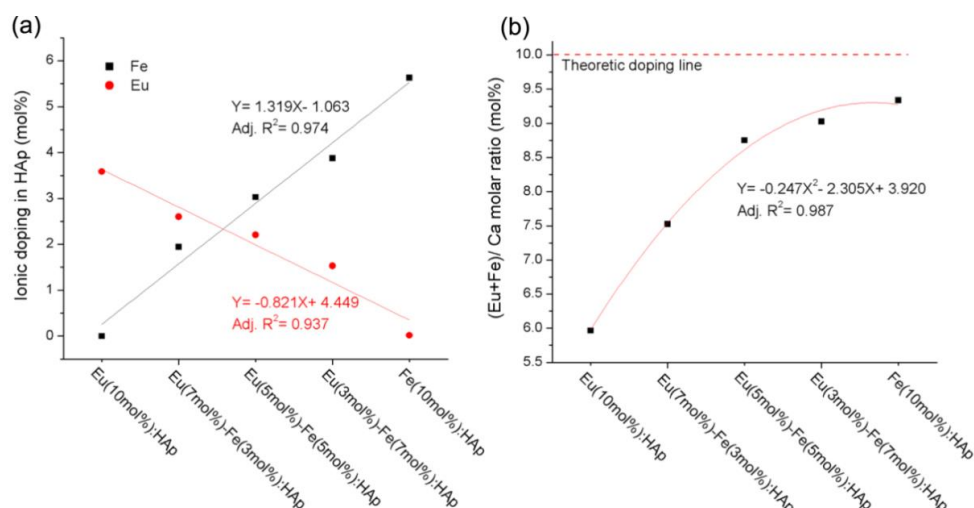 (a)
Fe
Eu
Y= 1.319X- 1.063
Adj. R²= 0.974
Y= -0.821X+ 4.449
Adj. R²= 0.937
Ionic doping in HAp (mol%)
6
5
4
3
2
1
0
Eu(10mol%):HAp
Eu(7mol%)-Fe(3mol%):HAp
Eu(5mol%)-Fe(5mol%):HAp
Eu(3mol%)-Fe(7mol%):HAp
Fe(10mol%):HAp
(b)
Theoretic doping line
Y= -0.247X²- 2.305X+ 3.920
Adj. R²= 0.987
(Eu+Fe)/ Ca molar ratio (mol%)
10.0
9.5
9.0
8.5
8.0
7.5
7.0
6.5
6.0
5.5
Eu(10mol%):HAp
Eu(7mol%)-Fe(3mol%):HAp
Eu(5mol%)-Fe(5mol%):HAp
Eu(3mol%)-Fe(7mol%):HAp
Fe(10mol%):HAp